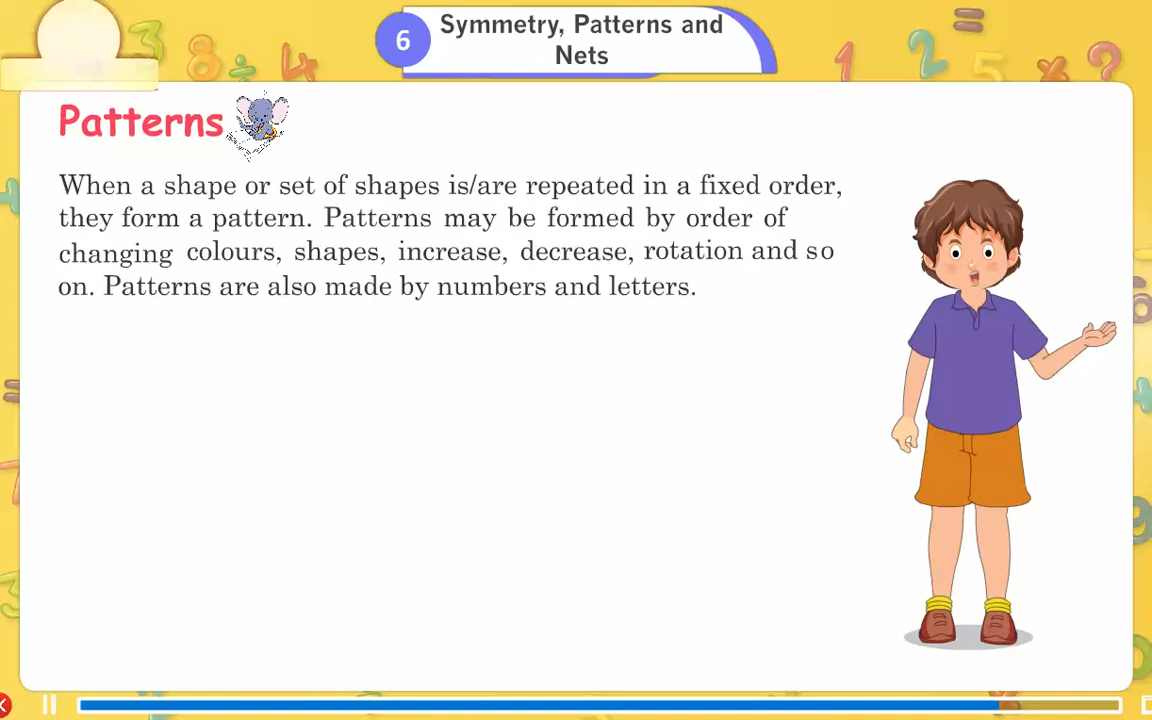 6
Symmetry, Patterns and
Nets
Patterns
When a shape or set of shapes is/are repeated in a fixed order,
they form a pattern. Patterns may be formed by order of
changing colours, shapes, increase, decrease, rotation and so
on. Patterns are also made by numbers and letters.